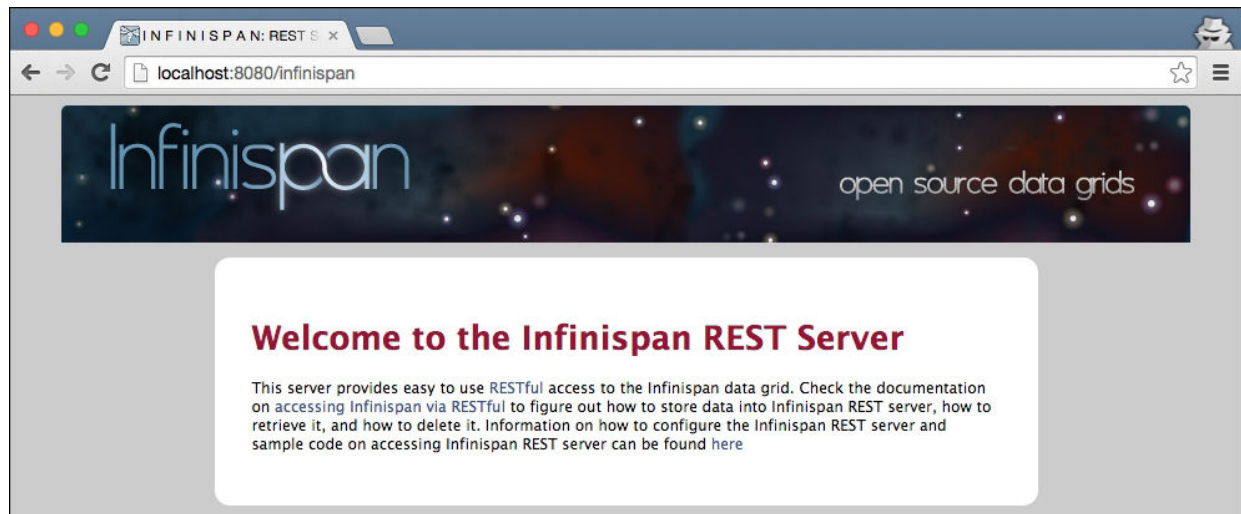 INFINISPAN: REST S
localhost:8080/infinispan
Infinispan
open source data grids
Welcome to the Infinispan REST Server
This server provides easy to use RESTful access to the Infinispan data grid. Check the documentation
on accessing Infinispan via RESTful to figure out how to store data into Infinispan REST server, how to
retrieve it, and how to delete it. Information on how to configure the Infinispan REST server and
sample code on accessing Infinispan REST server can be found here